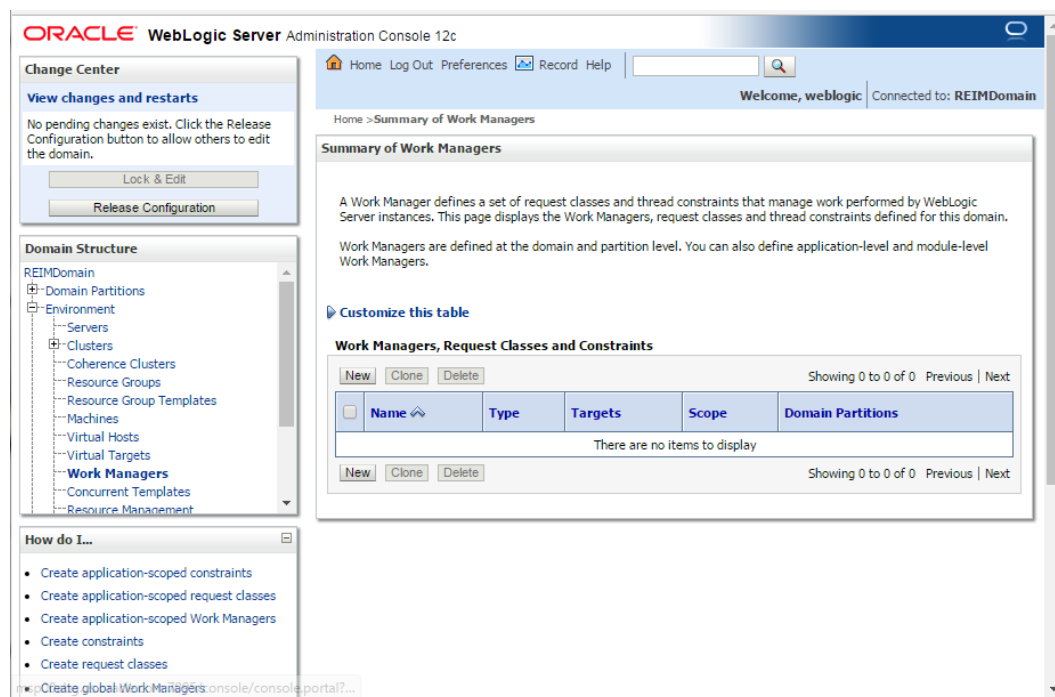 ORACLE WebLogic Server Administration Console 12c
Change Center
View changes and restarts
No pending changes exist. Click the Release
Configuration button to allow others to edit
the domain.
Lock & Edit
Release Configuration
Domain Structure
REIMDomain
Domain Partitions
Environment
Servers
Clusters
Coherence Clusters
Resource Groups
Resource Group Templates
Machines
Virtual Hosts
Virtual Targets
Work Managers
Concurrent Templates
Resource Management
How do I...
Create application-scoped constraints
Create application-scoped request classes
Create application-scoped Work Managers
Create constraints
Create request classes
Create global Work Managers
console/console.portal?...
Home Log Out Preferences Record Help
Welcome, weblogic Connected to: REIMDomain
Home >Summary of Work Managers
Summary of Work Managers
A Work Manager defines a set of request classes and thread constraints that manage work performed by WebLogic
Server instances. This page displays the Work Managers, request classes and thread constraints defined for this domain.
Work Managers are defined at the domain and partition level. You can also define application-level and module-level
Work Managers.
Customize this table
Work Managers, Request Classes and Constraints
New Clone Delete Showing 0 to 0 of 0 Previous | Next
Name Type Targets Scope Domain Partitions
There are no items to display
New Clone Delete Showing 0 to 0 of 0 Previous | Next